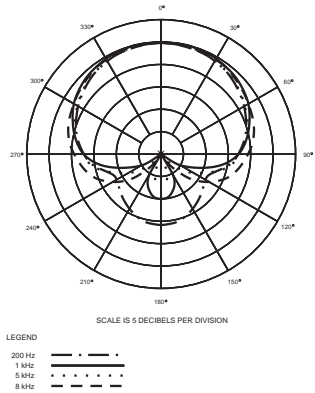 0°
330°
30°
300°
60°
270°
90°
240°
120°
210°
150°
180°
SCALE IS 5 DECIBELS PER DIVISION
LEGEND
200 Hz
1 kHz
5 kHz
8 kHz